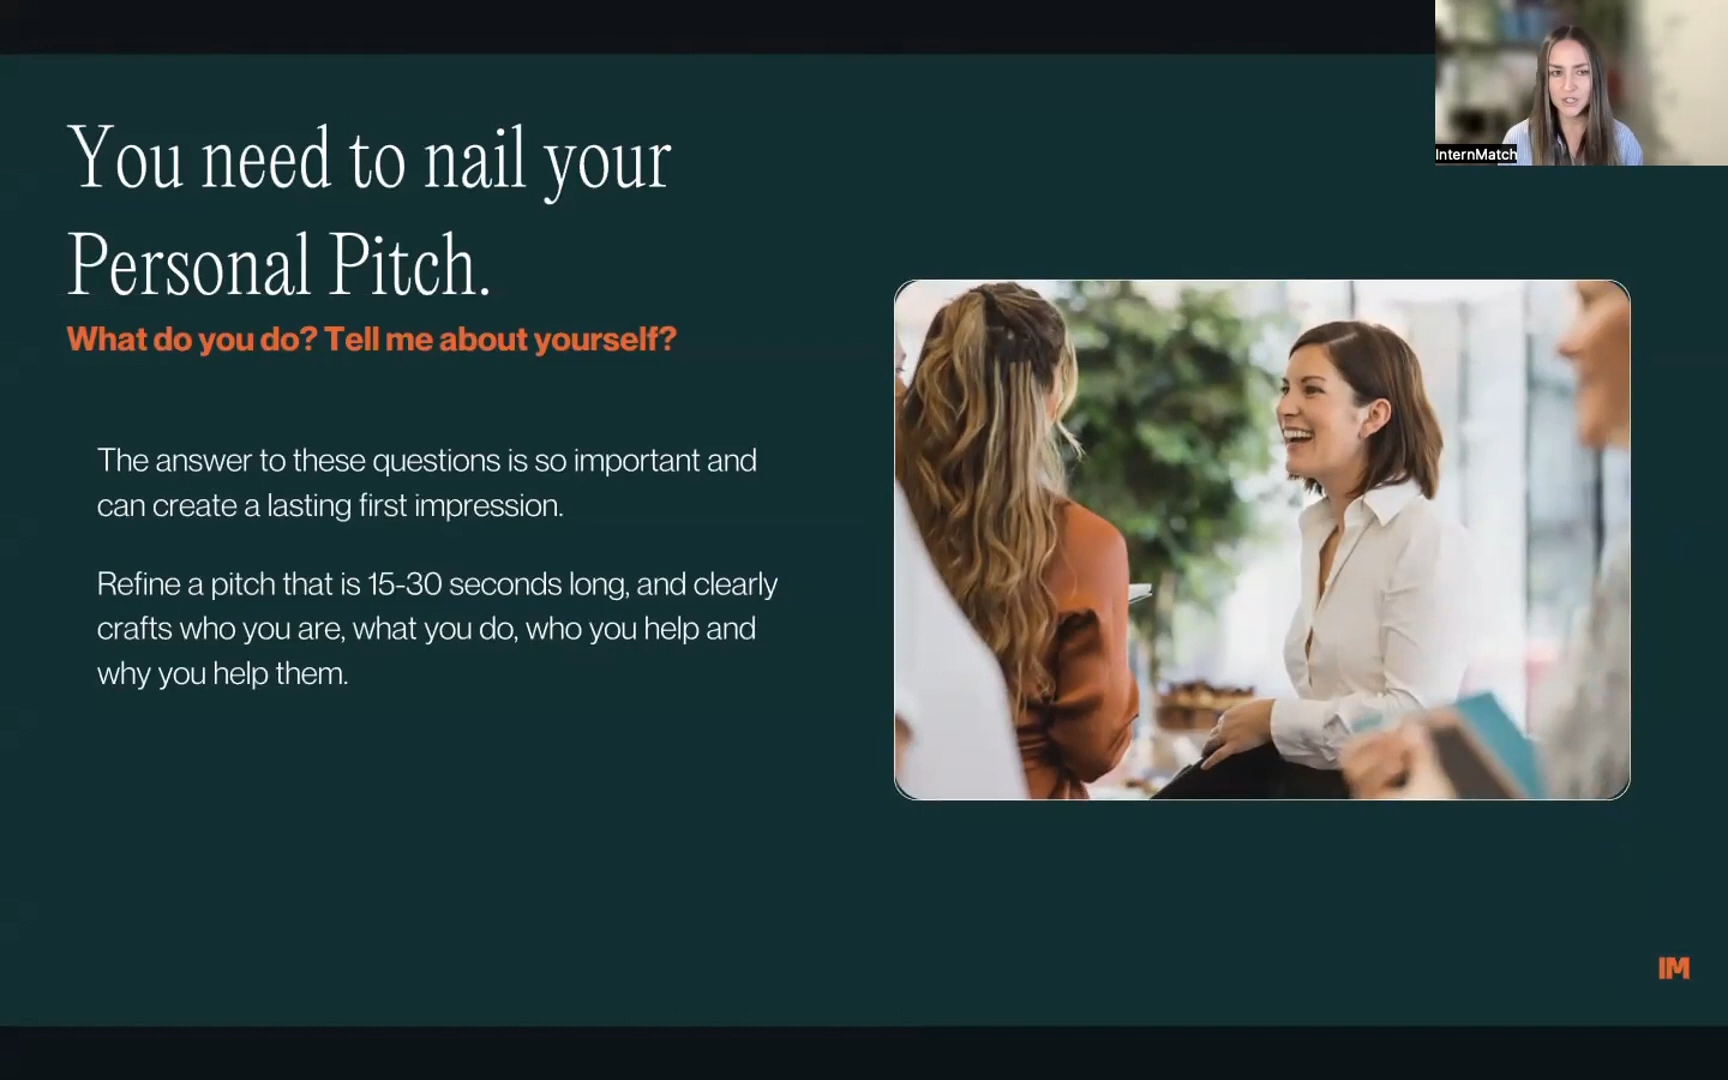 You need to nail your
Personal Pitch.
What do you do? Tell me about yourself?
The answer to these questions is so important and
can create a lasting first impression.
Refine a pitch that is 15-30 seconds long, and clearly
crafts who you are, what you do, who you help and
why you help them.
InternMatch
IM